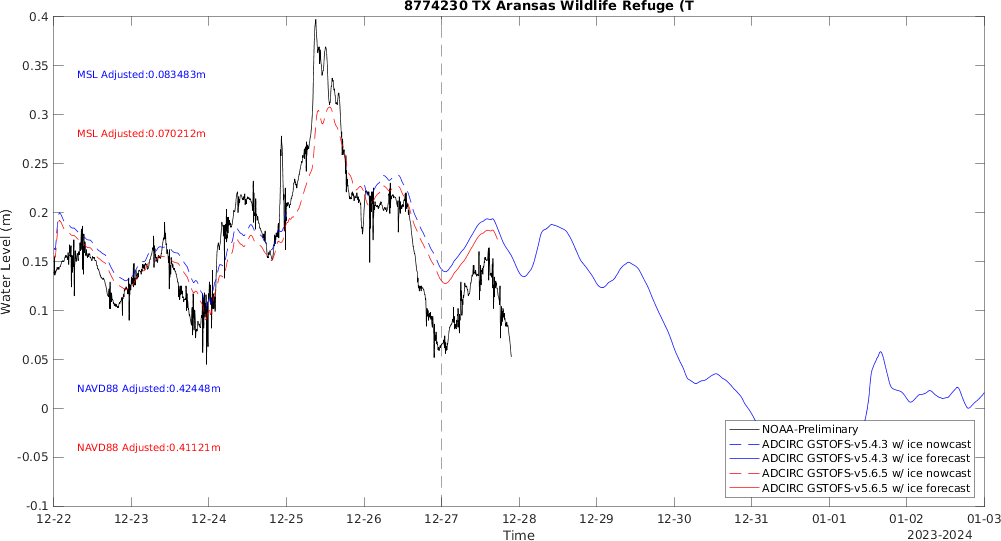 8774230 TX Aransas Wildlife Refuge (T
0.4
0.35
0.3
0.25
0.2
0.15
0.1
0.05
0
-0.05
-0.1
Water Level (m)
MSL Adjusted:0.083483m
MSL Adjusted:0.070212m
NAVD88 Adjusted:0.42448m
NAVD88 Adjusted:0.41121m
NOAA-Preliminary
ADCIRC GSTOFS-v5.4.3 w/ ice nowcast
ADCIRC GSTOFS-v5.4.3 w/ ice forecast
ADCIRC GSTOFS-v5.6.5 w/ ice nowcast
ADCIRC GSTOFS-v5.6.5 w/ ice forecast
12-22 12-23 12-24 12-25 12-26 12-27 12-28 12-29 12-30 12-31 01-01 01-02 01-03
Time
2023-2024